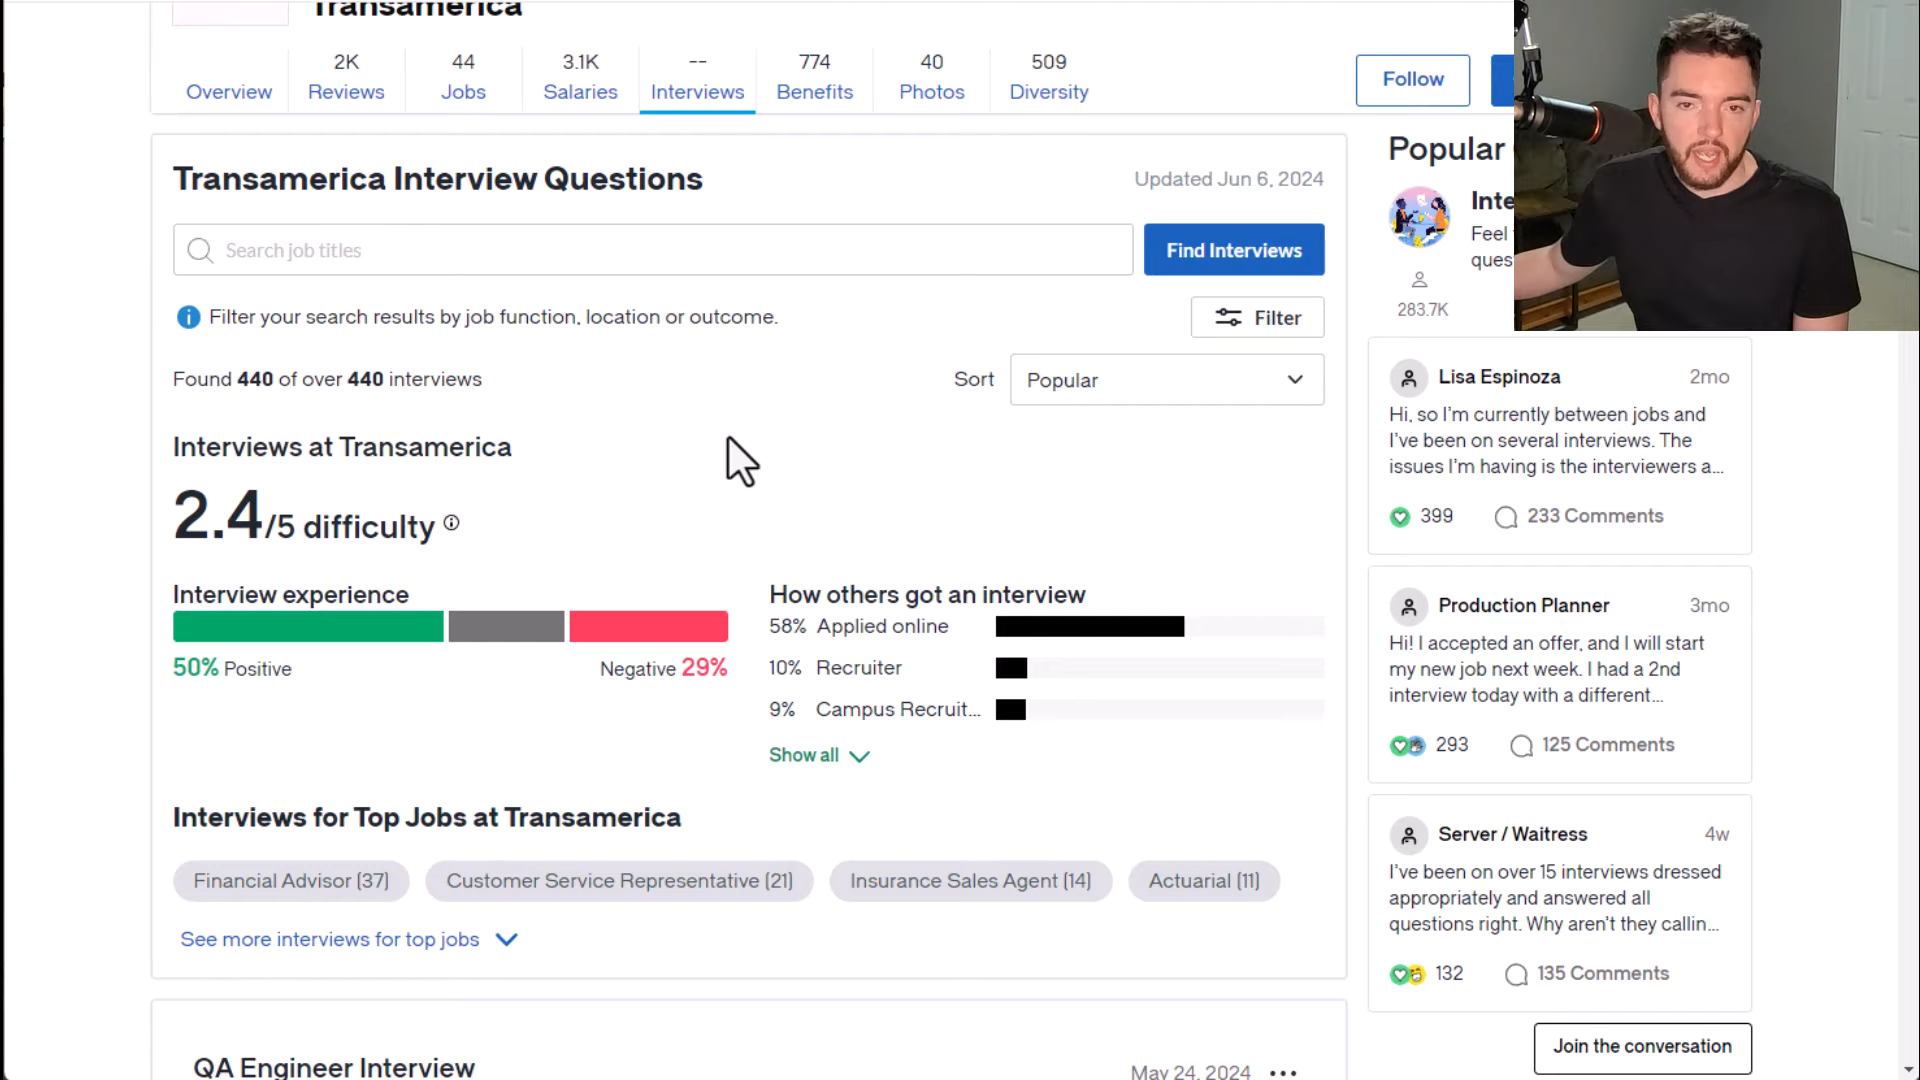 Transamerica
2K
44
3.1K
--
774
40
509
Overview
Reviews
Jobs
Salaries
Interviews
Benefits
Photos
Diversity
Follow
Transamerica Interview Questions
Updated Jun 6, 2024
Search job titles
Find Interviews
Filter your search results by job function, location or outcome.
Filter
Found 440 of over 440 interviews
Sort
Popular
Interviews at Transamerica
2.4/5 difficulty
Interview experience
50% Positive
Negative 29%
How others got an interview
58% Applied online
10% Recruiter
9% Campus Recruit...
Show all
Interviews for Top Jobs at Transamerica
Financial Advisor (37)
Customer Service Representative (21)
Insurance Sales Agent (14)
Actuarial (11)
See more interviews for top jobs
QA Engineer Interview
May 24, 2024
Popular
Inte
Feel
ques
283.7K
Lisa Espinoza
2mo
Hi, so I'm currently between jobs and
I've been on several interviews. The
issues I'm having is the interviewers a...
399
233 Comments
Production Planner
3mo
Hi! I accepted an offer, and I will start
my new job next week. I had a 2nd
interview today with a different...
293
125 Comments
Server / Waitress
4w
I've been on over 15 interviews dressed
appropriately and answered all
questions right. Why aren't they callin...
132
135 Comments
Join the conversation